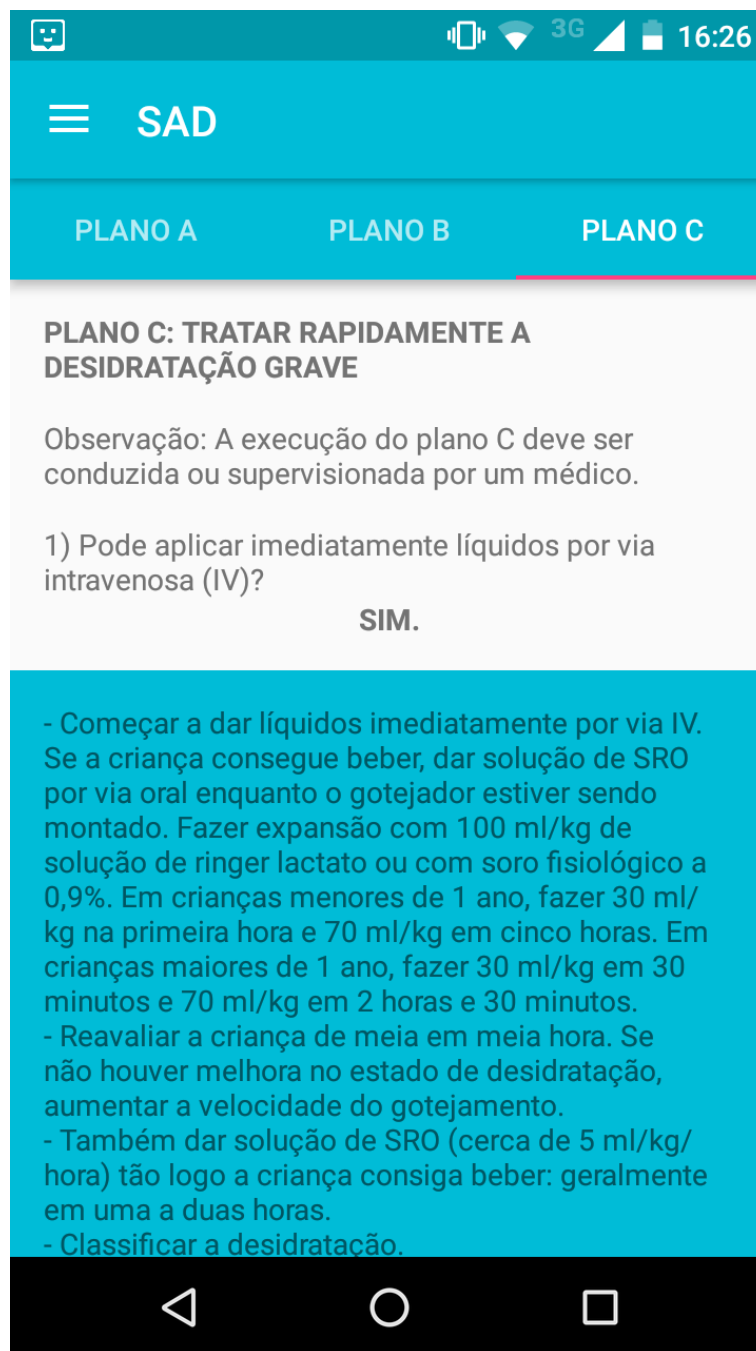 3G 16:26
SAD
PLANO A PLANO B PLANO C
PLANO C: TRATAR RAPIDAMENTE A
DESIDRATAÇÃO GRAVE
Observação: A execução do plano C deve ser
conduzida ou supervisionada por um médico.
1) Pode aplicar imediatamente líquidos por via
intravenosa (IV)?
SIM.
- Começar a dar líquidos imediatamente por via IV.
Se a criança consegue beber, dar solução de SRO
por via oral enquanto o gotejador estiver sendo
montado. Fazer expansão com 100 ml/kg de
solução de ringer lactato ou com soro fisiológico a
0,9%. Em crianças menores de 1 ano, fazer 30 ml/
kg na primeira hora e 70 ml/kg em cinco horas. Em
crianças maiores de 1 ano, fazer 30 ml/kg em 30
minutos e 70 ml/kg em 2 horas e 30 minutos.
- Reavaliar a criança de meia em meia hora. Se
não houver melhora no estado de desidratação,
aumentar a velocidade do gotejamento.
- Também dar solução de SRO (cerca de 5 ml/kg/
hora) tão logo a criança consiga beber: geralmente
em uma a duas horas.
- Classificar a desidratação.